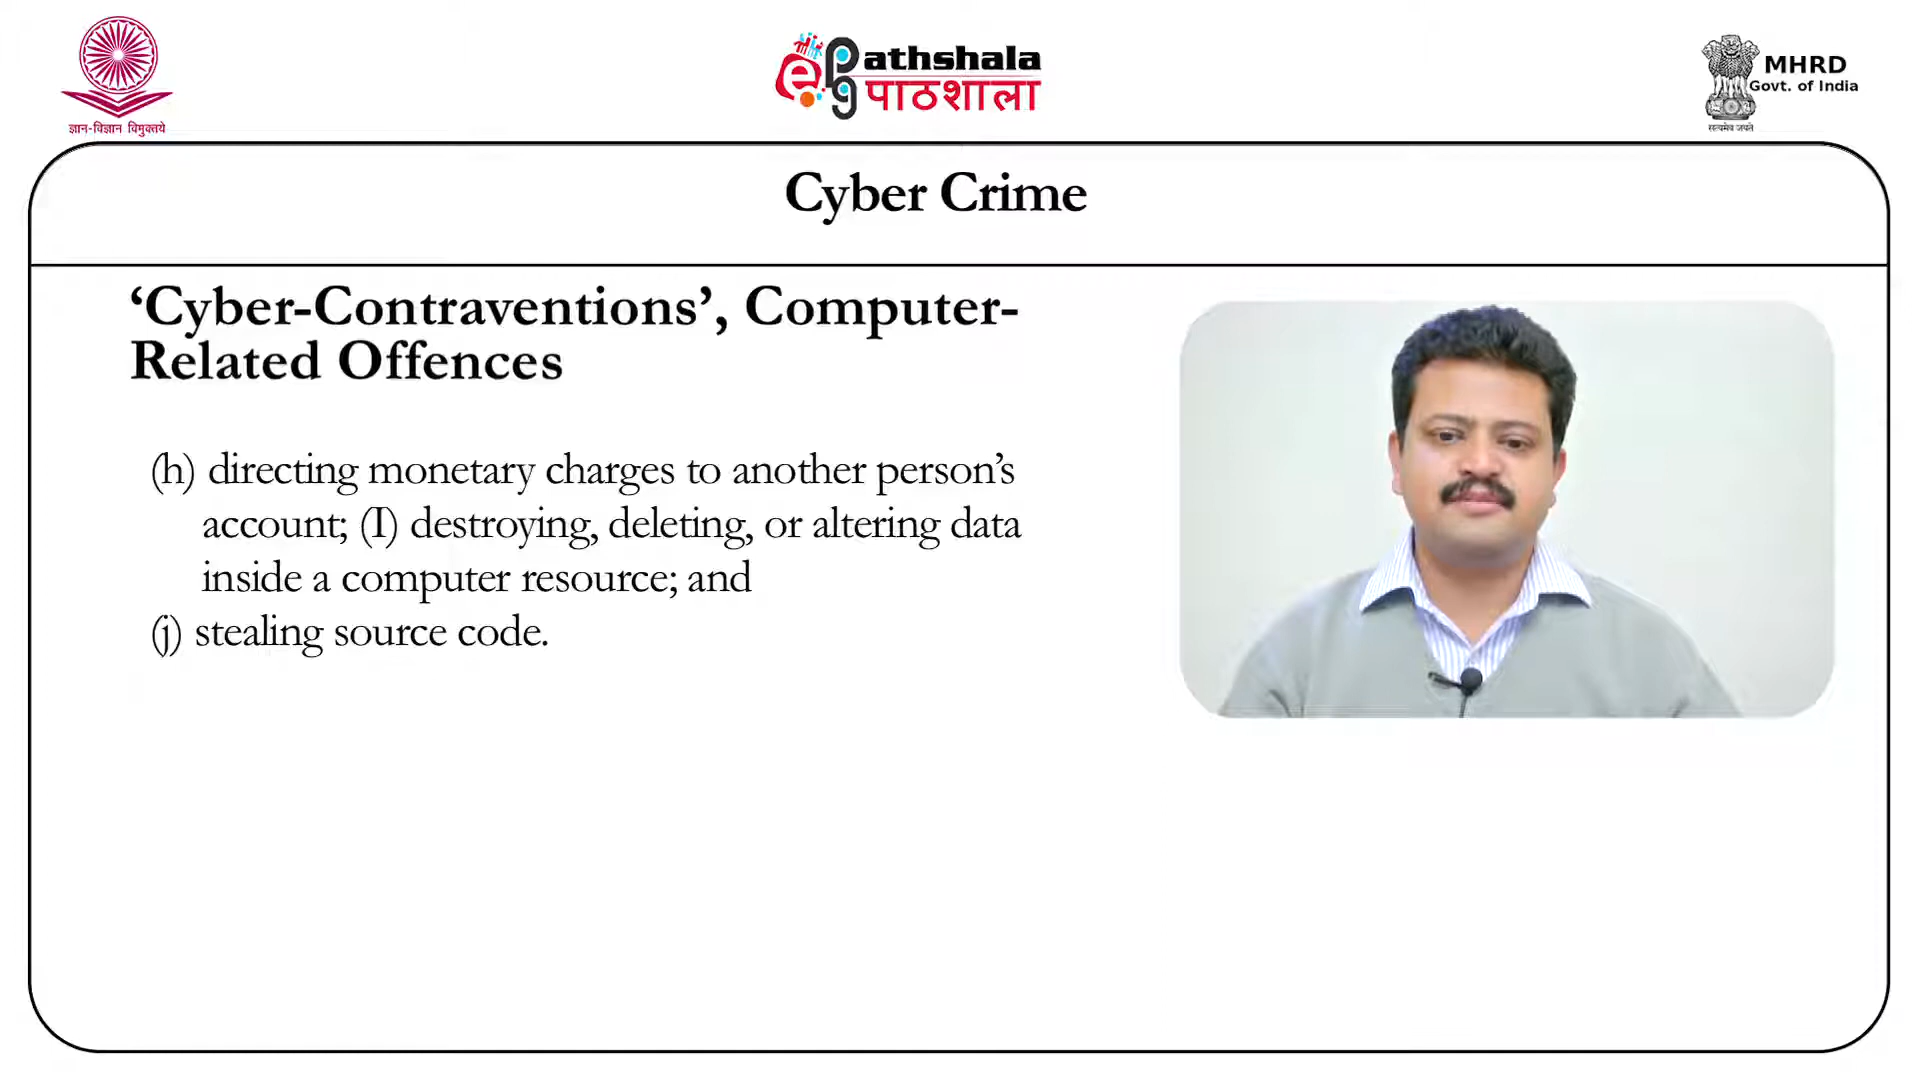 ज्ञान-विज्ञान विमुक्तये
ePathshala
पाठशाला
MHRD
Govt. of India
सत्यमेव जयते
Cyber Crime
‘Cyber-Contraventions’, Computer-
Related Offences
(h) directing monetary charges to another person’s
account; (I) destroying, deleting, or altering data
inside a computer resource; and
(j) stealing source code.